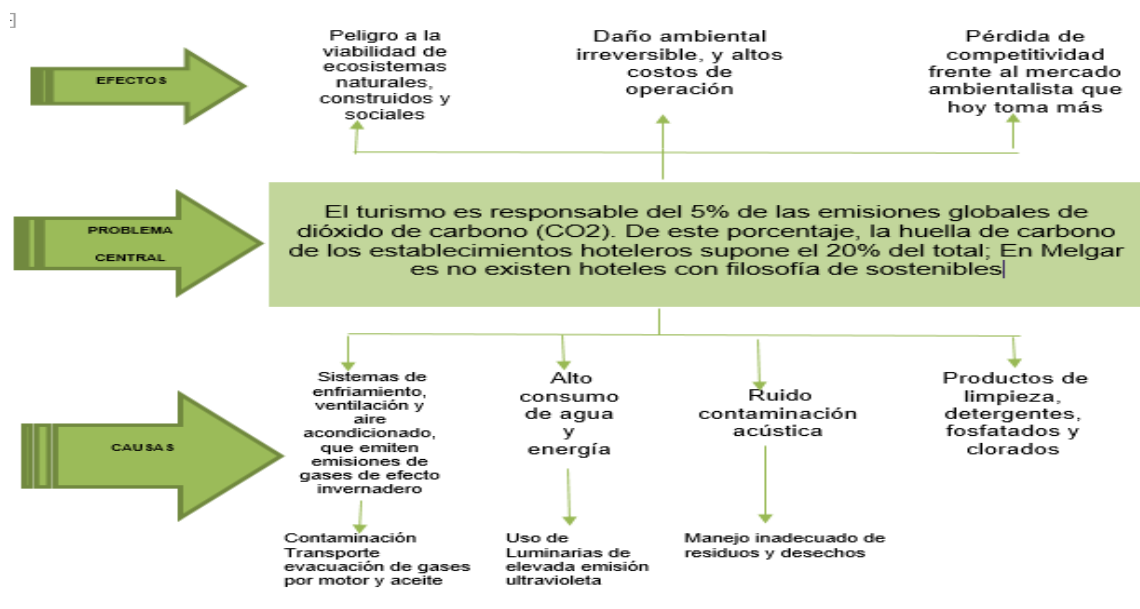 EFECTOS
Peligro a la
viabilidad de
ecosistemas
naturales,
construidos y
sociales
Daño ambiental
irreversible, y altos
costos de
operación
Pérdida de
competitividad
frente al mercado
ambientalista que
hoy toma más
PROBLEMA
CENTRAL
El turismo es responsable del 5% de las emisiones globales de
dióxido de carbono (CO2). De este porcentaje, la huella de carbono
de los establecimientos hoteleros supone el 20% del total; En Melgar
es no existen hoteles con filosofía de sostenibles
CAUSAS
Sistemas de
enfriamiento,
ventilación y
aire
acondicionado,
que emiten
emisiones de
gases de efecto
invernadero
Alto
consumo
de agua
y
energía
Ruido
contaminación
acústica
Productos de
limpieza,
detergentes,
fosfatados y
clorados
Contaminación
Transporte
evacuación de gases
por motor y aceite
Uso de
Luminarias de
elevada emisión
ultravioleta
Manejo inadecuado de
residuos y desechos